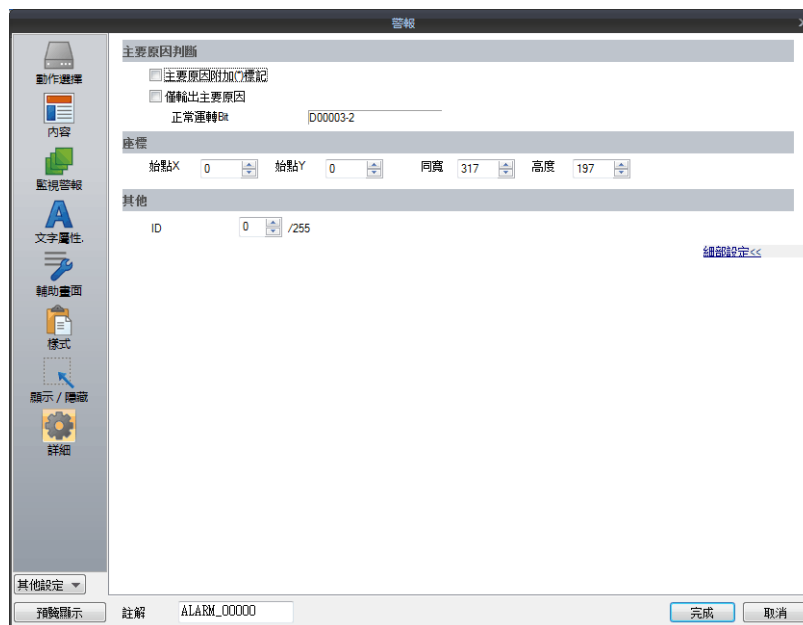 警報
動作選擇
內容
監視警報
文字屬性.
輔助畫面
樣式
顯示 / 隱藏
詳細
其他設定
預覽顯示
主要原因判斷
主要原因附加(*)標記
僅輸出主要原因
正常運轉Bit D00003-2
座標
始點X 0 始點Y 0 同寬 317 高度 197
其他
ID 0 /255
細部設定<<
註解 ALARM_00000 完成 取消